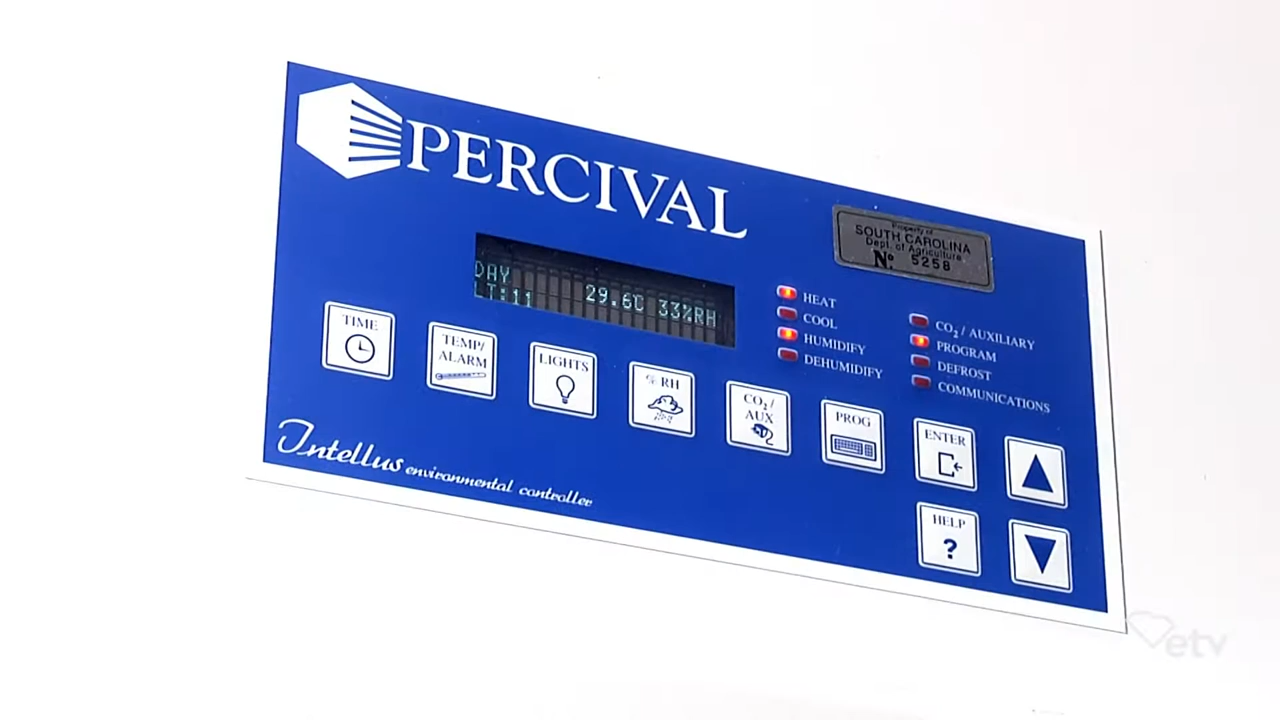 PERCIVAL
Property of
SOUTH CAROLINA
Dept. of Agriculture
No 5258
DAY
LT:11 29.6C 33%RH
HEAT
COOL
HUMIDIFY
DEHUMIDIFY
CO₂ / AUXILIARY
PROGRAM
DEFROST
COMMUNICATIONS
TIME
TEMP/
ALARM
LIGHTS
% RH
CO₂ /
AUX
PROG
ENTER
HELP
?
Intellus environmental controller
etv